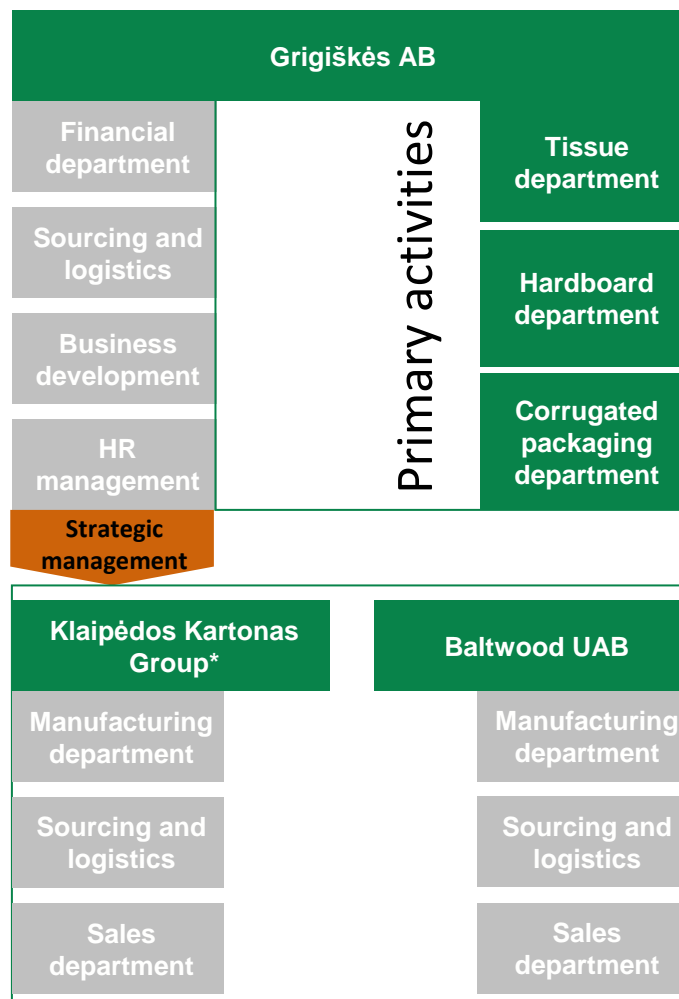 Grigiškės AB
Financial
department
Sourcing and
logistics
Business
development
HR
management
Strategic
management
Primary activities
Tissue
department
Hardboard
department
Corrugated
packaging
department
Klaipėdos Kartonas
Group*
Manufacturing
department
Sourcing and
logistics
Sales
department
Baltwood UAB
Manufacturing
department
Sourcing and
logistics
Sales
department